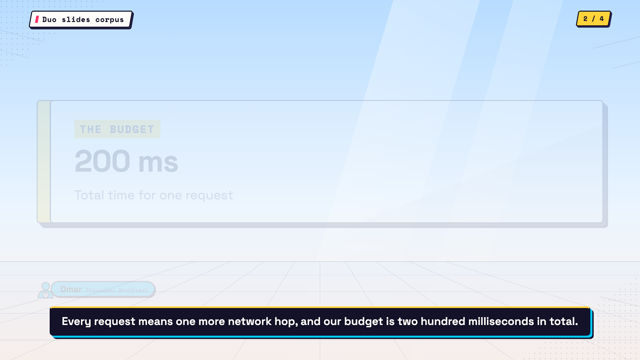 Duo slides corpus
2 / 4
THE BUDGET
200 ms
Total time for one request
Omar
Every request means one more network hop, and our budget is two hundred milliseconds in total.